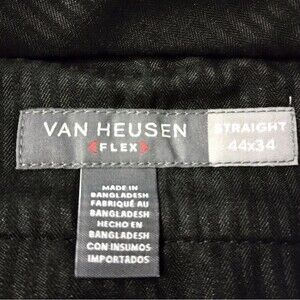 VAN HEUSEN
FLEX
STRAIGHT
44x34
MADE IN
BANGLADESH
FABRIQUÉ AU
BANGLADESH
HECHO EN
BANGLADESH
CON INSUMOS
IMPORTADOS